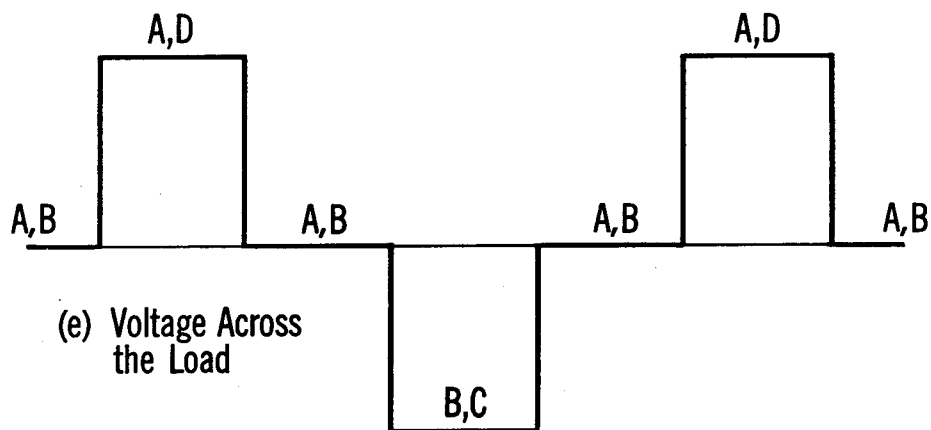 A,D
A,D
A,B
A,B
A,B
A,B
(e) Voltage Across
the Load
B,C